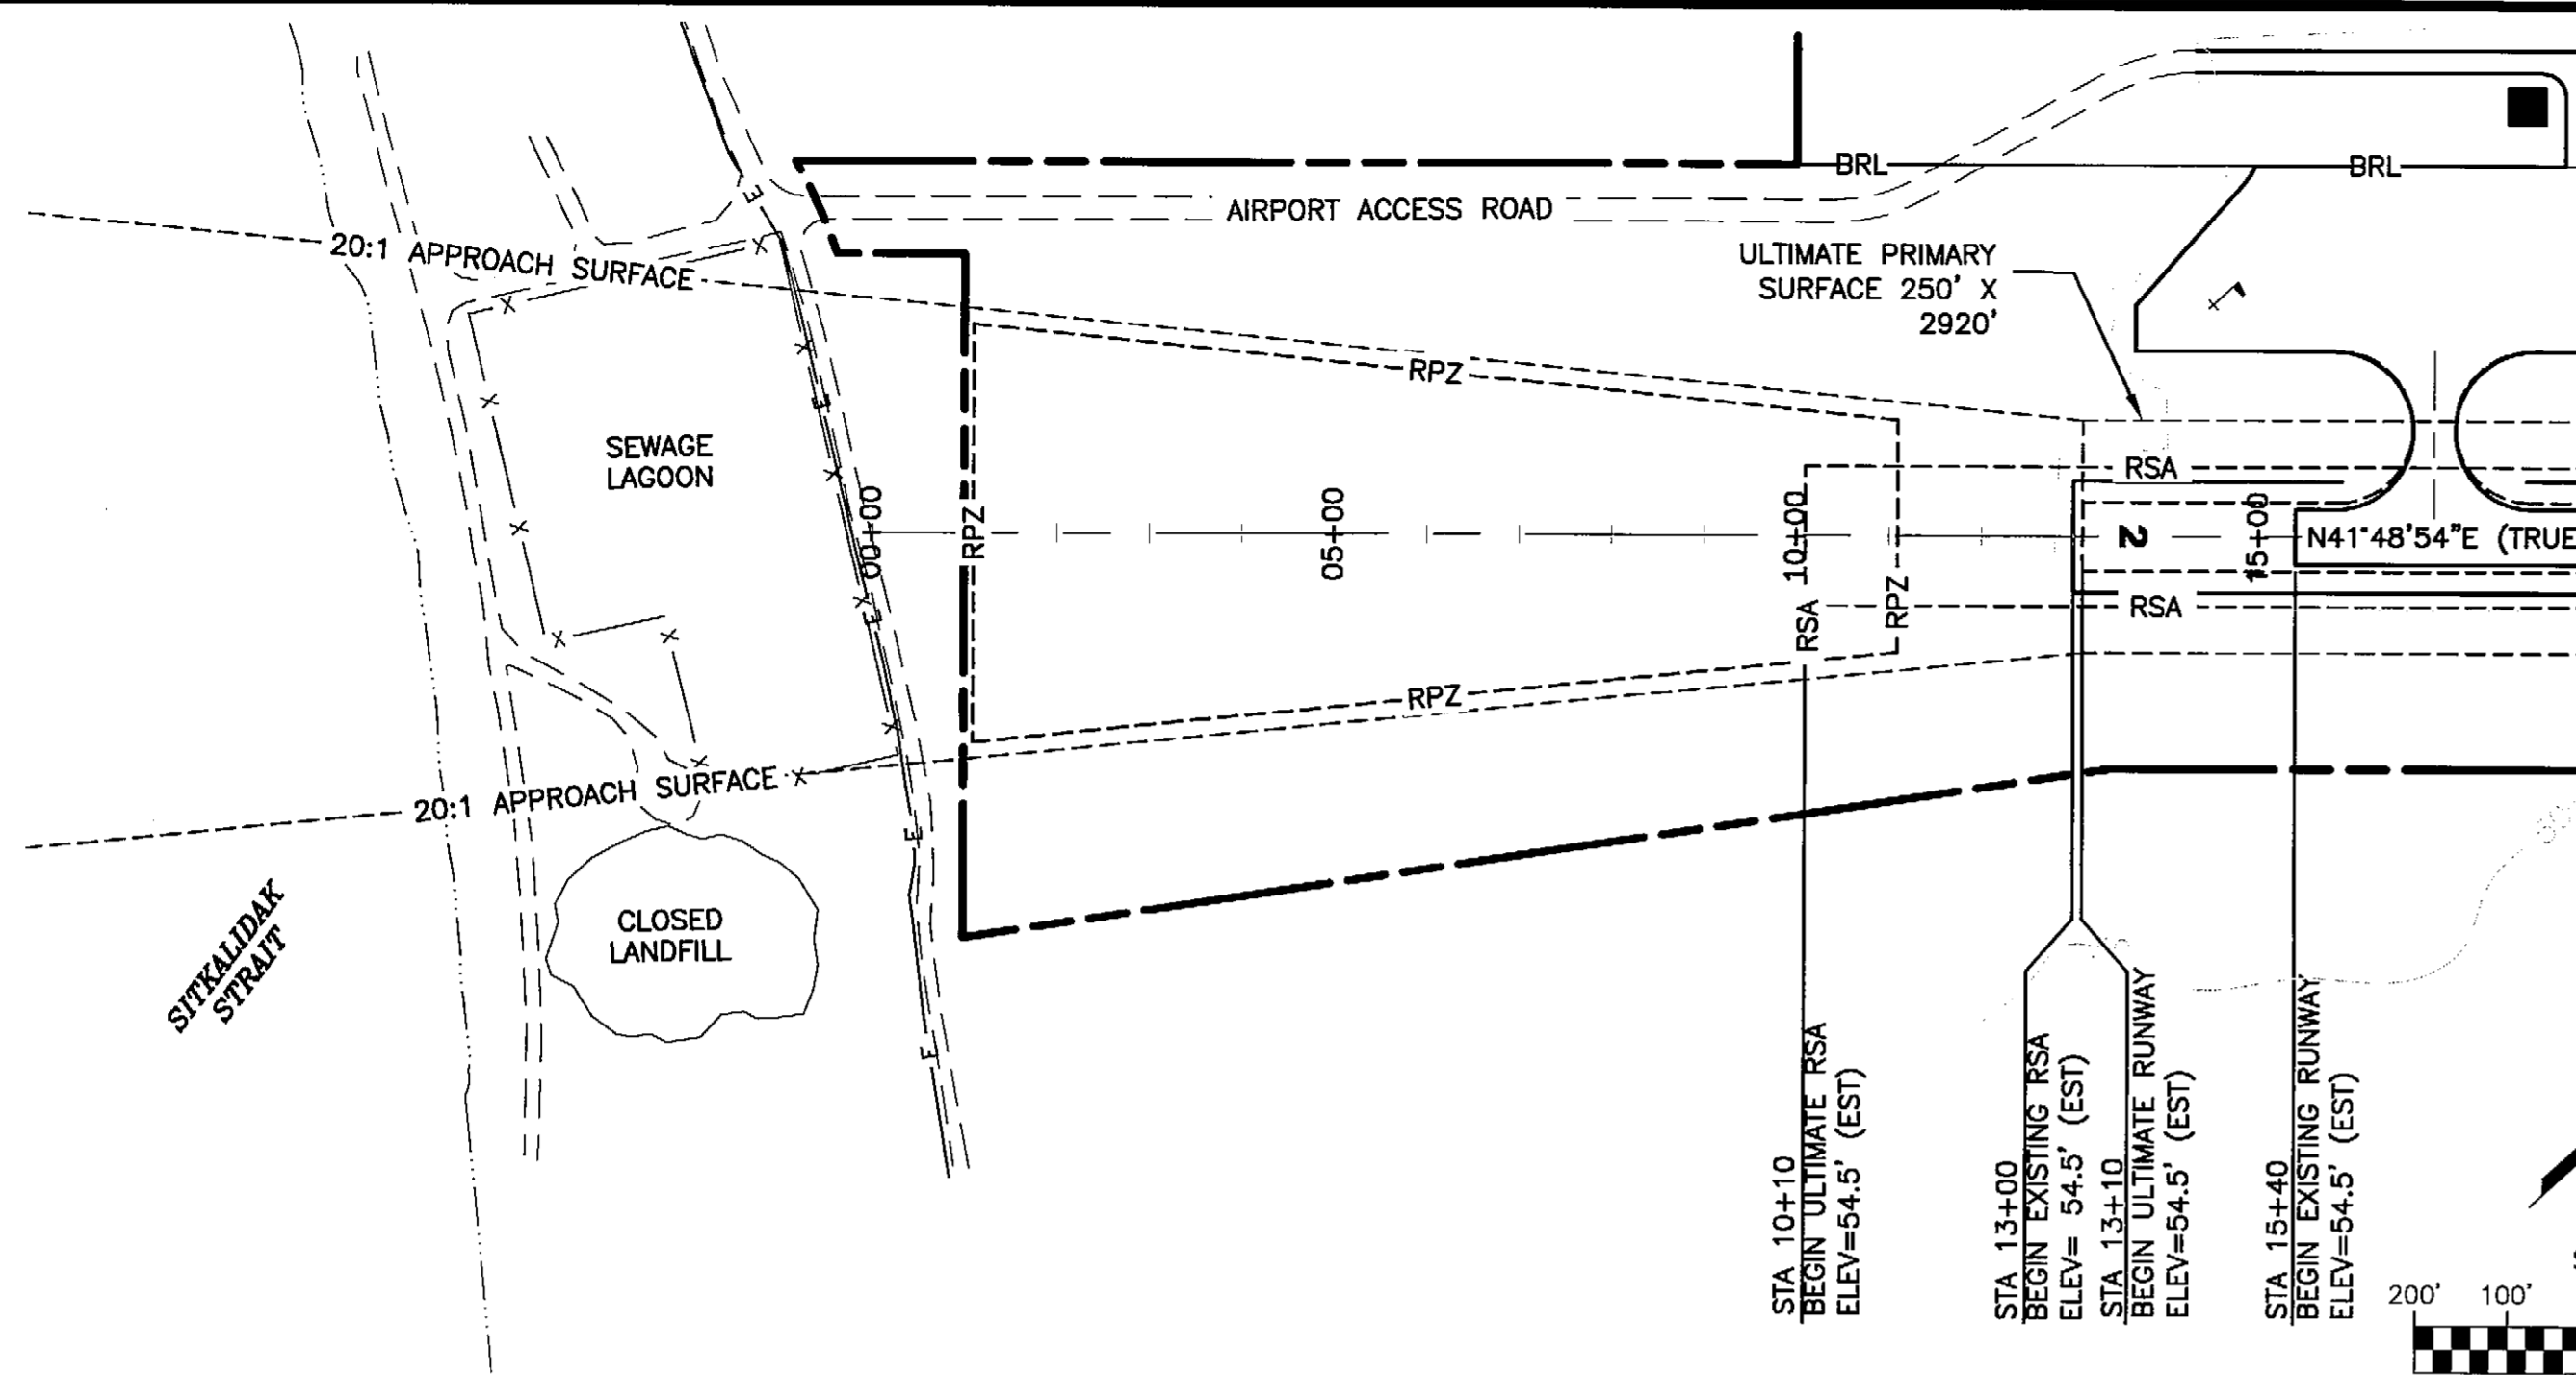 BRL
BRL
AIRPORT ACCESS ROAD
20:1 APPROACH SURFACE
E
ULTIMATE PRIMARY
SURFACE 250' X
2920'
RPZ
E
SEWAGE
LAGOON
RSA
00+00
RPZ
05+00
10+00
2
15+00
N41°48'54"E (TRUE
E
RSA
RPZ
RSA
RPZ
20:1 APPROACH SURFACE
E
CLOSED
LANDFILL
SITKALIDAK
STRAIT
E
STA 10+10
BEGIN ULTIMATE RSA
ELEV=54.5' (EST)
STA 13+00
BEGIN EXISTING RSA
ELEV= 54.5' (EST)
STA 13+10
BEGIN ULTIMATE RUNWAY
ELEV=54.5' (EST)
STA 15+40
BEGIN EXISTING RUNWAY
ELEV=54.5' (EST)
200' 100'